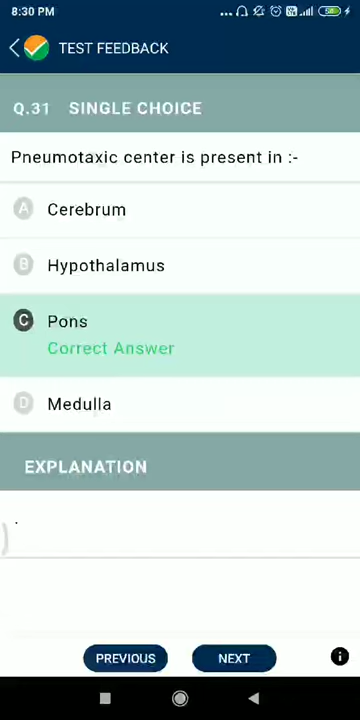 8:30 PM
TEST FEEDBACK
Q.31 SINGLE CHOICE
Pneumotaxic center is present in :-
A Cerebrum
B Hypothalamus
C Pons
Correct Answer
D Medulla
EXPLANATION
.
PREVIOUS NEXT